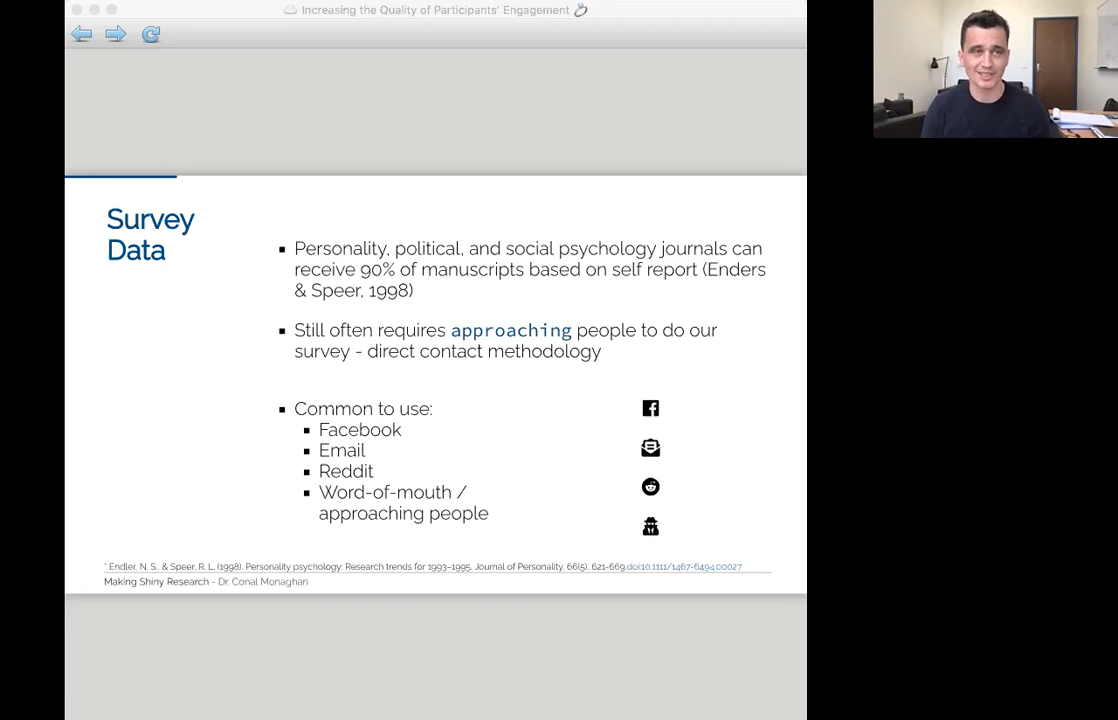 Increasing the Quality of Participants' Engagement
Survey
Data
Personality, political, and social psychology journals can
receive 90% of manuscripts based on self report (Enders
& Speer, 1998)
Still often requires approaching people to do our
survey - direct contact methodology
Common to use:
Facebook
Email
Reddit
Word-of-mouth /
approaching people
* Endler, N. S., & Speer, R. L. (1998). Personality psychology: Research trends for 1993–1995. Journal of Personality, 66(5), 621-669.doi:10.1111/1467-6494.00027
Making Shiny Research - Dr. Conal Monaghan